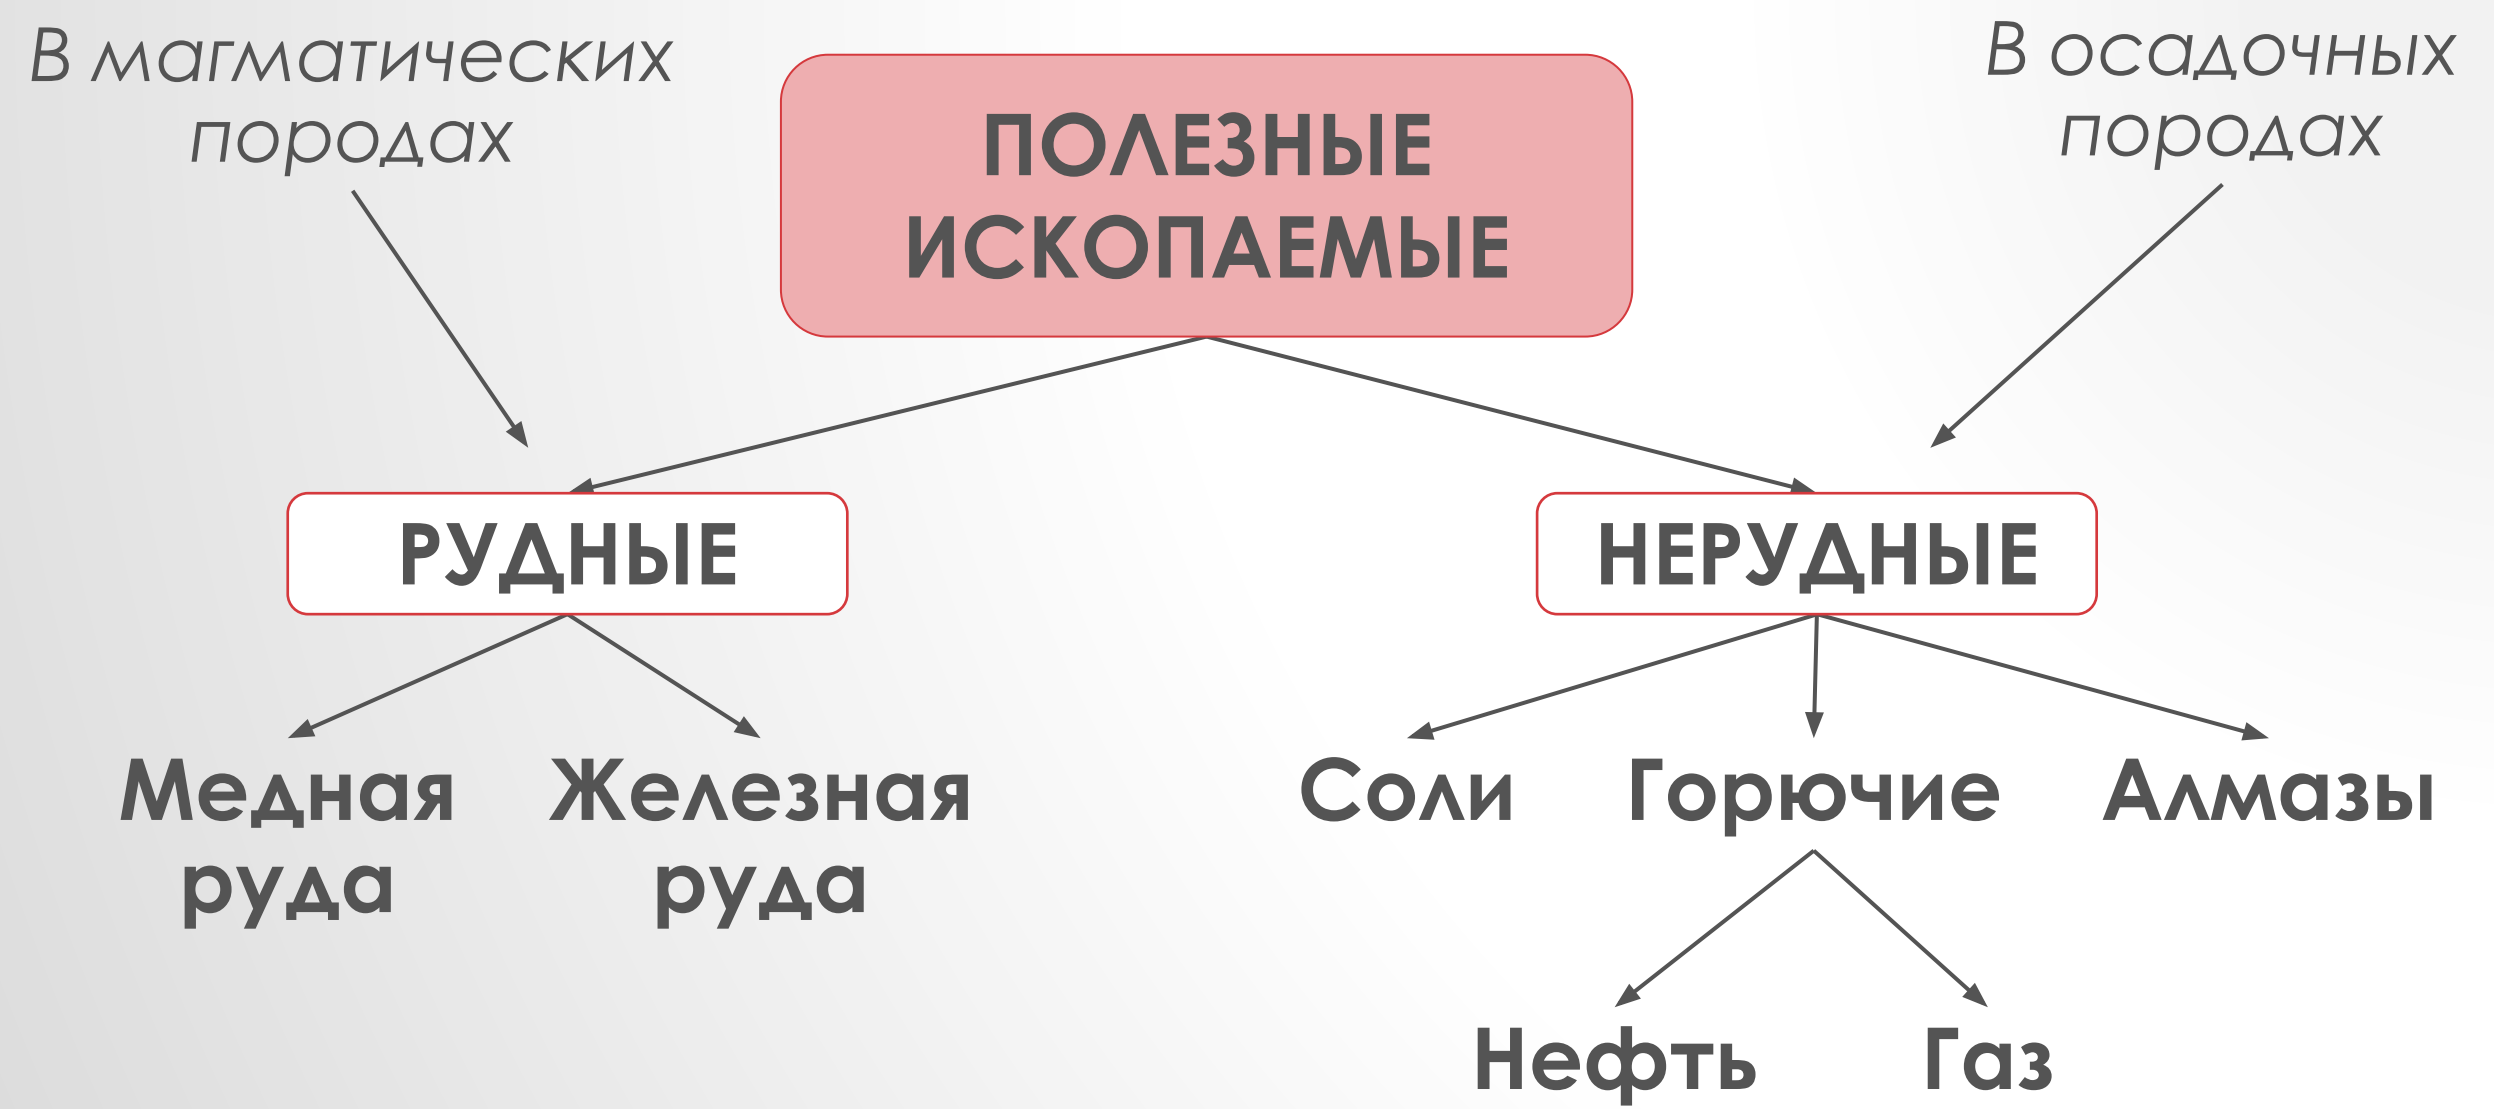 В магматических
породах
ПОЛЕЗНЫЕ
ИСКОПАЕМЫЕ
В осадочных
породах
РУДНЫЕ
НЕРУДНЫЕ
Медная
руда
Железная
руда
Соли
Горючие
Алмазы
Нефть
Газ